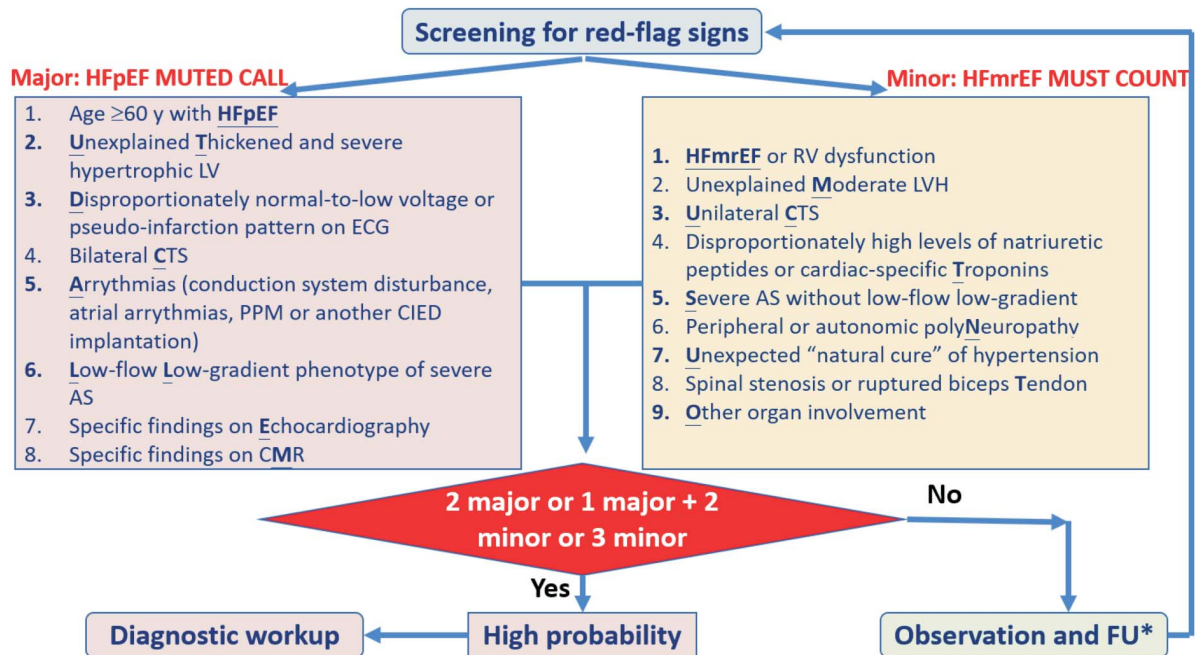 Screening for red-flag signs
Major: HFpEF MUTED CALL
1. Age ≥60 y with HFpEF
2. Unexplained Thickened and severe
hypertrophic LV
3. Disproportionately normal-to-low voltage or
pseudo-infarction pattern on ECG
4. Bilateral CTS
5. Arrythmias (conduction system disturbance,
atrial arrythmias, PPM or another CIED
implantation)
6. Low-flow Low-gradient phenotype of severe
AS
7. Specific findings on Echocardiography
8. Specific findings on CMR
Minor: HFmrEF MUST COUNT
1. HFmrEF or RV dysfunction
2. Unexplained Moderate LVH
3. Unilateral CTS
4. Disproportionately high levels of natriuretic
peptides or cardiac-specific Troponins
5. Severe AS without low-flow low-gradient
6. Peripheral or autonomic polyNeuropathy
7. Unexpected “natural cure” of hypertension
8. Spinal stenosis or ruptured biceps Tendon
9. Other organ involvement
2 major or 1 major + 2
minor or 3 minor
No
Yes
Diagnostic workup
High probability
Observation and FU*